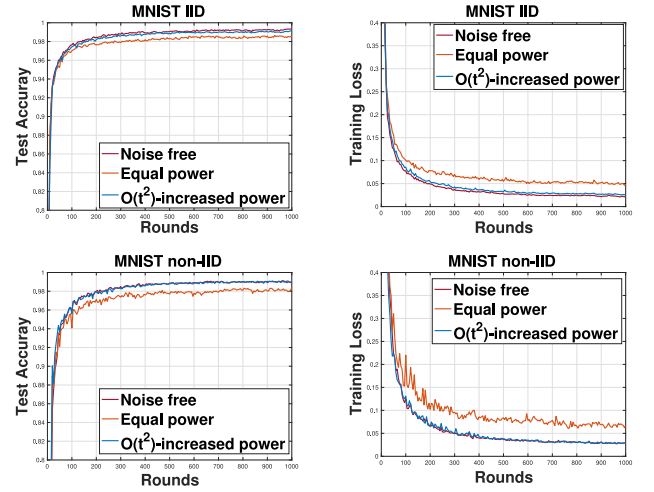 MNIST IID
Test Accuray
1
0.98
0.96
0.94
0.92
0.9
0.88
0.86
0.84
0.82
0.8
Noise free
Equal power
O(t²)-increased power
0 100 200 300 400 500 600 700 800 900 1000
Rounds
MNIST IID
Training Loss
0.4
0.35
0.3
0.25
0.2
0.15
0.1
0.05
0
Noise free
Equal power
O(t²)-increased power
0 100 200 300 400 500 600 700 800 900 1000
Rounds
MNIST non-IID
Test Accuray
1
0.98
0.96
0.94
0.92
0.9
0.88
0.86
0.84
0.82
0.8
Noise free
Equal power
O(t²)-increased power
0 100 200 300 400 500 600 700 800 900 1000
Rounds
MNIST non-IID
Training Loss
0.4
0.35
0.3
0.25
0.2
0.15
0.1
0.05
0
Noise free
Equal power
O(t²)-increased power
0 100 200 300 400 500 600 700 800 900 1000
Rounds